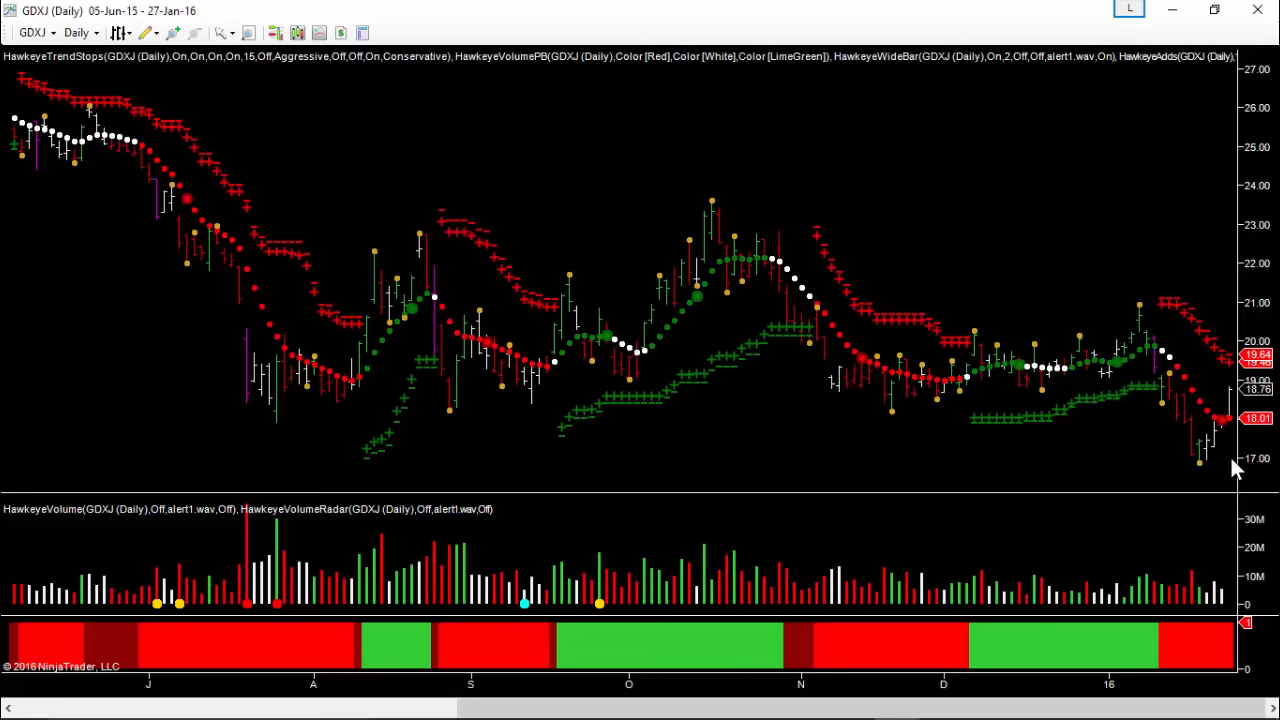 GDXJ (Daily) 05-Jun-15 - 27-Jan-16
L
GDXJ Daily $
HawkeyeTrendStops(GDXJ (Daily),On,On,On,On,15,Off,Aggressive,Off,Off,On,Conservative), HawkeyeVolumePB(GDXJ (Daily),Color [Red],Color [White],Color [LimeGreen]), HawkeyeWideBar(GDXJ (Daily),On,2,Off,Off,alert1.wav,On), HawkeyeAdds(GDXJ (Daily),
27.00
26.00
25.00
24.00
23.00
22.00
21.00
20.00
19.64
19.00
18.76
18.01
17.00
HawkeyeVolume(GDXJ (Daily),Off,alert1.wav,Off), HawkeyeVolumeRadar(GDXJ (Daily),Off,alert1.wav,Off)
30M
20M
10M
0
1
0
© 2016 NinjaTrader, LLC
J A S O N D 16